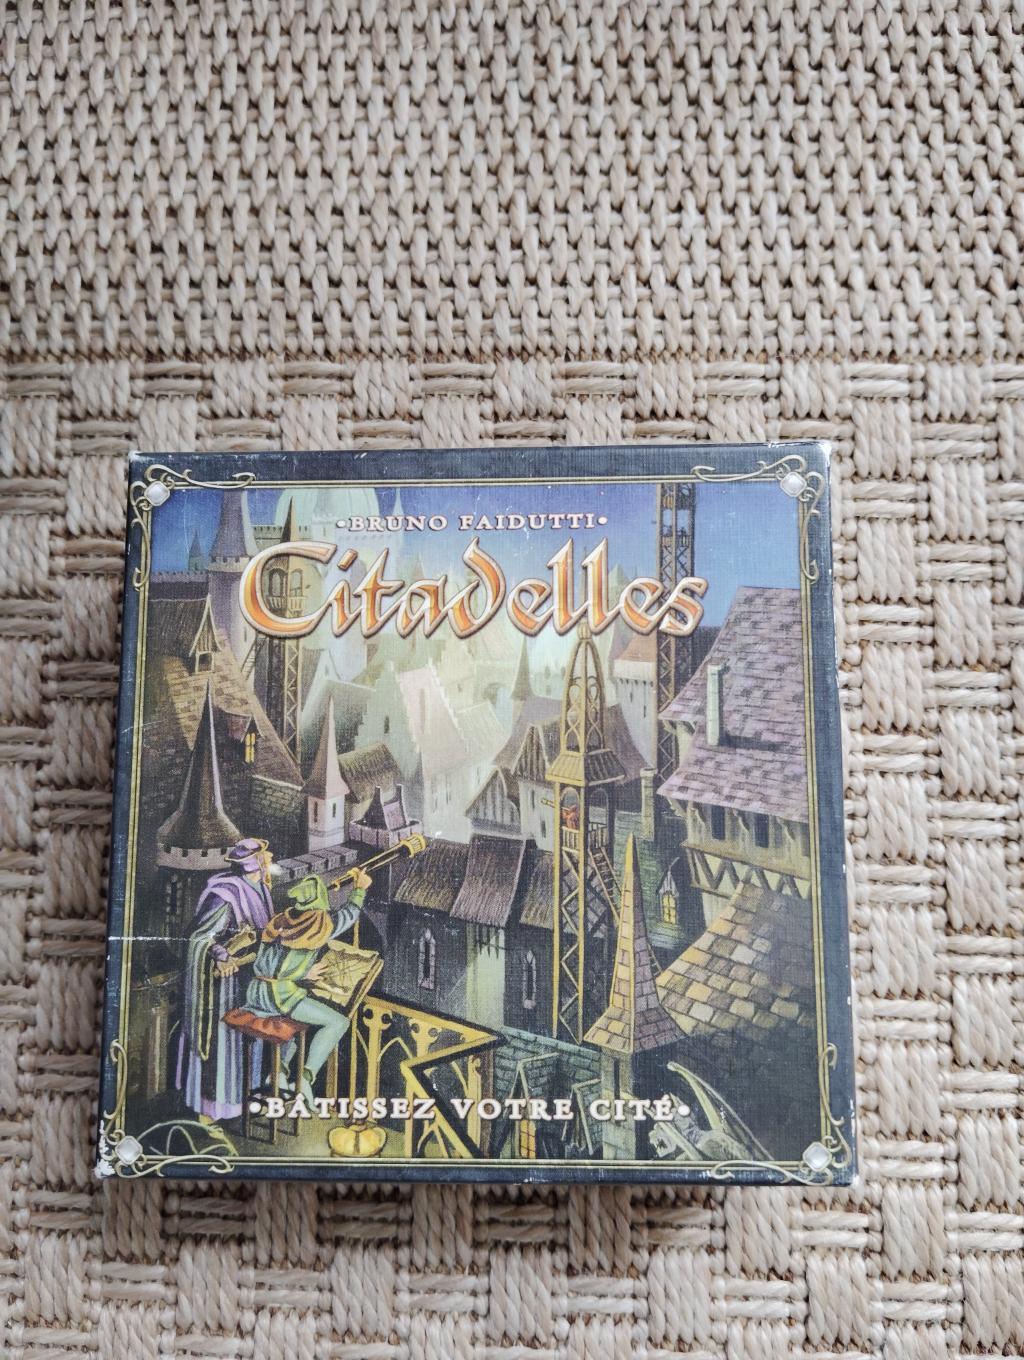 •BRUNO FAIDUTTI•
Citadelles
•BÂTISSEZ VOTRE CITÉ•